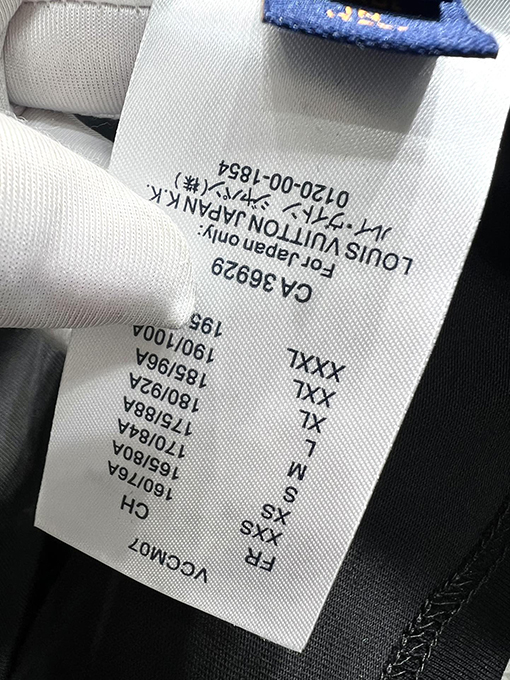 VCCM07
FR CH
XXS 160/76A
XS 165/80A
S 170/84A
M 175/88A
L 180/92A
XL 185/96A
XXL 190/100A
XXXL 195
CA 36929
For Japan only:
LOUIS VUITTON JAPAN K.K.
ルイ・ヴィトン ジャパン(株)
0120-00-1854